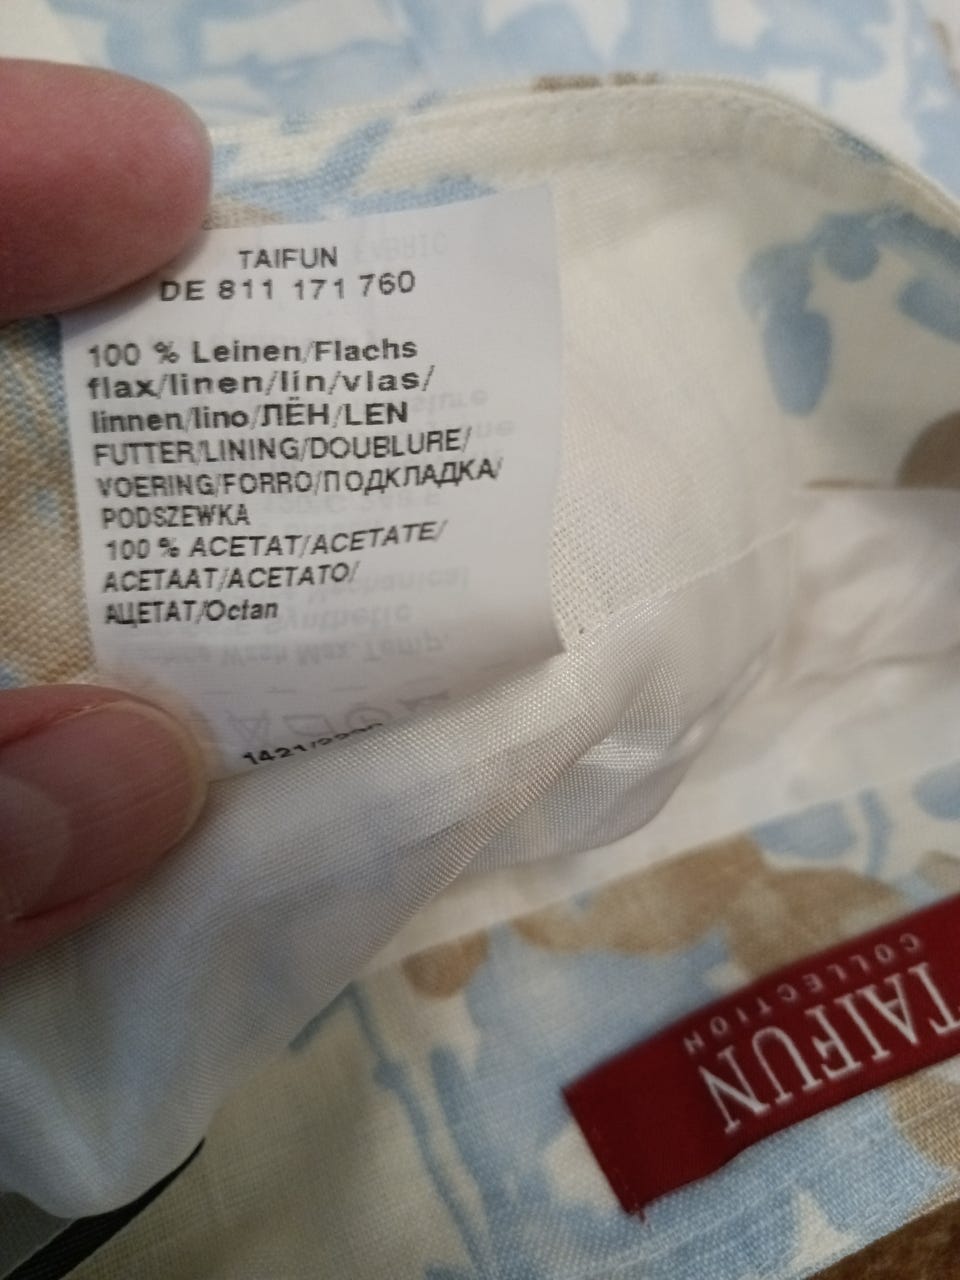 TAIFUN
DE 811 171 760
100 % Leinen/Flachs
flax/linen/lin/vlas/
linnen/lino/ЛЁН/LEN
FUTTER/LINING/DOUBLURE/
VOERING/FORRO/ПОДКЛАДКА/
PODSZEWKA
100 % ACETAT/ACETATE/
ACETAAT/ACETATO/
АЦЕТАТ/Octan
TAIFUN
COLLECTION